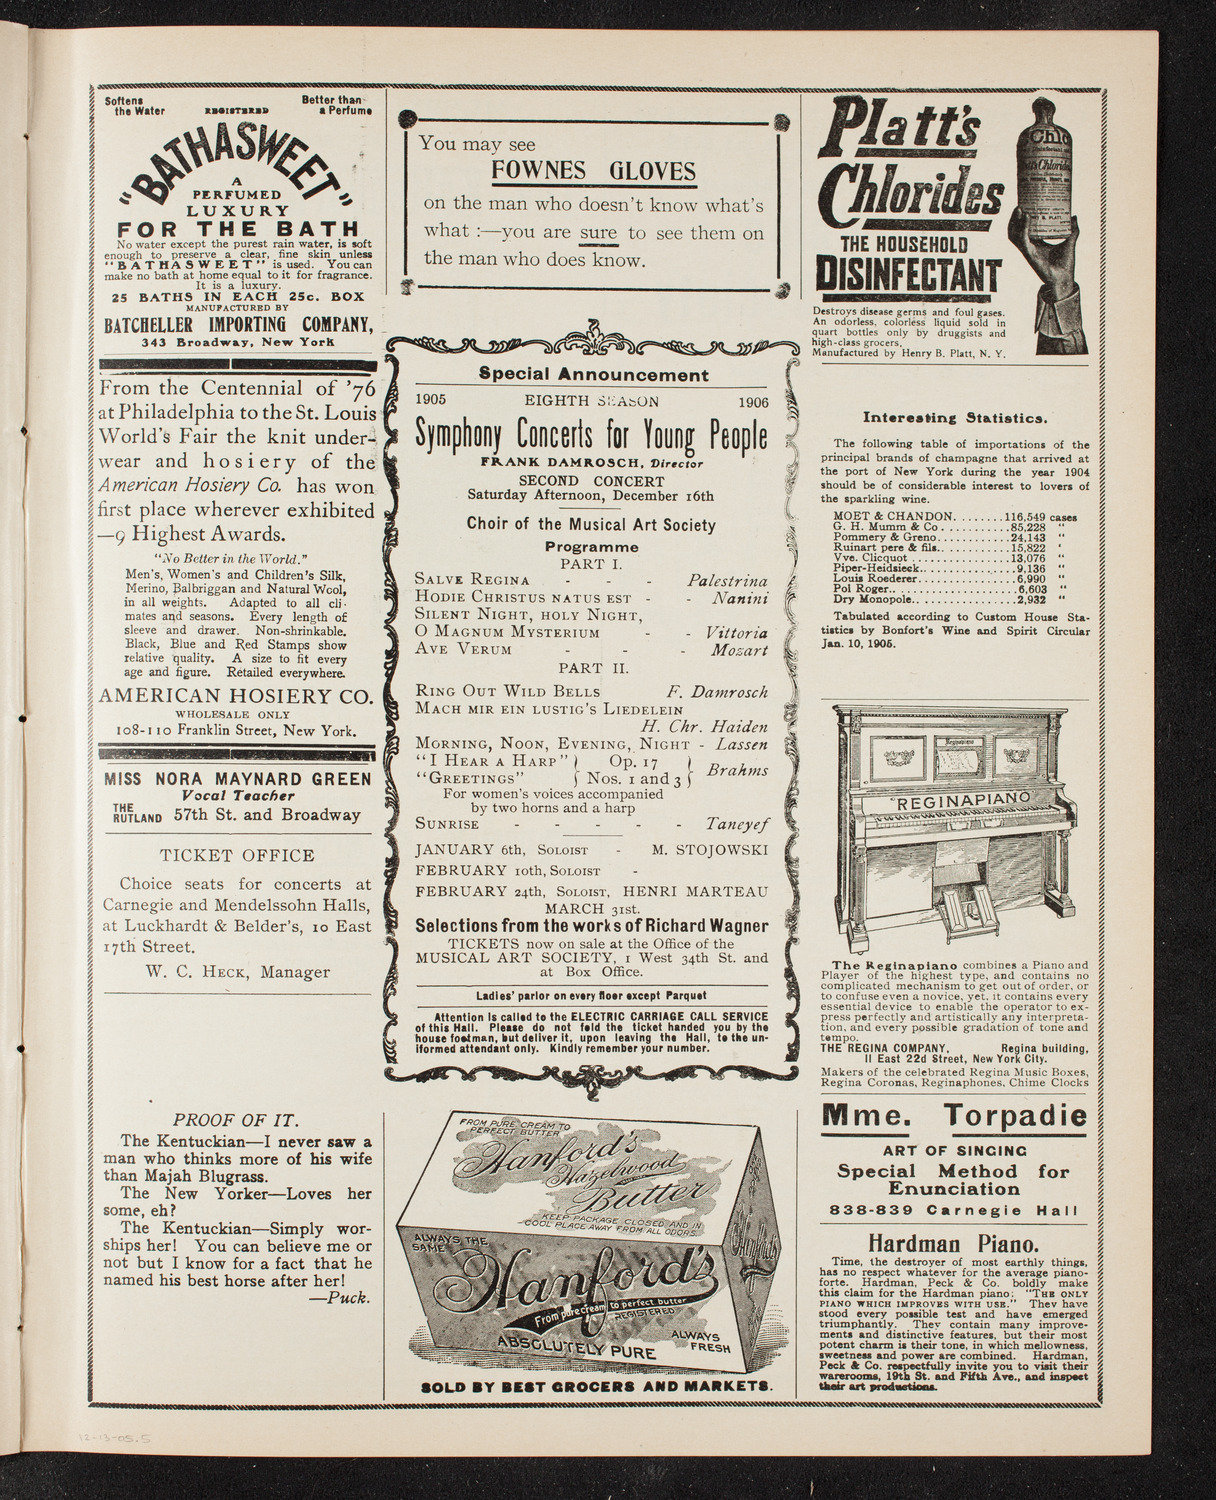 Softens
the Water
REGISTERED
Better than
a Perfume
"BATHASWEET"
A
PERFUMED
LUXURY
FOR THE BATH
No water except the purest rain water, is soft
enough to preserve a clear, fine skin unless
"BATHASWEET" is used. You can
make no bath at home equal to it for fragrance.
It is a luxury.
25 BATHS IN EACH 25c. BOX
MANUFACTURED BY
BATCHELLER IMPORTING COMPANY,
343 Broadway, New York
From the Centennial of '76
at Philadelphia to the St. Louis
World's Fair the knit under-
wear and hosiery of the
American Hosiery Co. has won
first place wherever exhibited
—9 Highest Awards.
"No Better in the World."
Men's, Women's and Children's Silk,
Merino, Balbriggan and Natural Wool,
in all weights. Adapted to all cli-
mates and seasons. Every length of
sleeve and drawer. Non-shrinkable.
Black, Blue and Red Stamps show
relative quality. A size to fit every
age and figure. Retailed everywhere.
AMERICAN HOSIERY CO.
WHOLESALE ONLY
108-110 Franklin Street, New York.
MISS NORA MAYNARD GREEN
Vocal Teacher
THE RUTLAND 57th St. and Broadway
TICKET OFFICE
Choice seats for concerts at
Carnegie and Mendelssohn Halls,
at Luckhardt & Belder's, 10 East
17th Street.
W. C. HECK, Manager
PROOF OF IT.
The Kentuckian—I never saw a
man who thinks more of his wife
than Majah Blugrass.
The New Yorker—Loves her
some, eh?
The Kentuckian—Simply wor-
ships her! You can believe me or
not but I know for a fact that he
named his best horse after her!
—Puck.
You may see
FOWNES GLOVES
on the man who doesn't know what's
what :—you are sure to see them on
the man who does know.
Special Announcement
1905 EIGHTH SEASON 1906
Symphony Concerts for Young People
FRANK DAMROSCH, Director
SECOND CONCERT
Saturday Afternoon, December 16th
Choir of the Musical Art Society
Programme
PART I.
SALVE REGINA - - - Palestrina
HODIE CHRISTUS NATUS EST - - Nanini
SILENT NIGHT, HOLY NIGHT,
O MAGNUM MYSTERIUM - - Vittoria
AVE VERUM - - - Mozart
PART II.
RING OUT WILD BELLS F. Damrosch
MACH MIR EIN LUSTIG'S LIEDELEIN
H. Chr. Haiden
MORNING, NOON, EVENING, NIGHT - Lassen
"I HEAR A HARP" } Op. 17 }
"GREETINGS" { Nos. 1 and 3 } Brahms
For women's voices accompanied
by two horns and a harp
SUNRISE - - - - - Taneyef
JANUARY 6th, SOLOIST - M. STOJOWSKI
FEBRUARY 10th, SOLOIST -
FEBRUARY 24th, SOLOIST, HENRI MARTEAU
MARCH 31st.
Selections from the works of Richard Wagner
TICKETS now on sale at the Office of the
MUSICAL ART SOCIETY, 1 West 34th St. and
at Box Office.
Ladies' parlor on every floor except Parquet
Attention is called to the ELECTRIC CARRIAGE CALL SERVICE
of this Hall. Please do not fold the ticket handed you by the
house footman, but deliver it, upon leaving the Hall, to the un-
iformed attendant only. Kindly remember your number.
FROM PURE CREAM TO
PERFECT BUTTER
Hanford's
Hazelwood
Butter
KEEP PACKAGE CLOSED AND IN
COOL PLACE AWAY FROM ALL ODORS.
ALWAYS THE
SAME
Hanford's
From pure cream to perfect butter
REGISTERED
ABSOLUTELY PURE
ALWAYS
FRESH
SOLD BY BEST GROCERS AND MARKETS.
Platt's
Chlorides
THE HOUSEHOLD
DISINFECTANT
Destroys disease germs and foul gases.
An odorless, colorless liquid sold in
quart bottles only by druggists and
high-class grocers.
Manufactured by Henry B. Platt, N. Y.
Interesting Statistics.
The following table of importations of the
principal brands of champagne that arrived at
the port of New York during the year 1904
should be of considerable interest to lovers of
the sparkling wine.
MOET & CHANDON........116,549 cases
G. H. Mumm & Co..........85,228 "
Pommery & Greno..........24,143 "
Ruinart pere & fils..........15,822 "
Vve. Clicquot..........13,076 "
Piper-Heidsieck..........9,136 "
Louis Roederer..........6,990 "
Pol Roger..........6,603 "
Dry Monopole..........2,932 "
Tabulated according to Custom House Sta-
tistics by Bonfort's Wine and Spirit Circular
Jan. 10, 1905.
Reginapiano
REGINAPIANO
The Reginapiano combines a Piano and
Player of the highest type, and contains no
complicated mechanism to get out of order, or
to confuse even a novice, yet, it contains every
essential device to enable the operator to ex-
press perfectly and artistically any interpreta-
tion, and every possible gradation of tone and
tempo.
THE REGINA COMPANY, Regina building,
11 East 22d Street, New York City.
Makers of the celebrated Regina Music Boxes,
Regina Coronas, Reginaphones, Chime Clocks
Mme. Torpadie
ART OF SINGING
Special Method for
Enunciation
838-839 Carnegie Hall
Hardman Piano.
Time, the destroyer of most earthly things,
has no respect whatever for the average piano-
forte. Hardman, Peck & Co. boldly make
this claim for the Hardman piano: "THE ONLY
PIANO WHICH IMPROVES WITH USE." They have
stood every possible test and have emerged
triumphantly. They contain many improve-
ments and distinctive features, but their most
potent charm is their tone, in which mellowness,
sweetness and power are combined. Hardman,
Peck & Co. respectfully invite you to visit their
warerooms, 19th St. and Fifth Ave., and inspect
their art productions.
12-13-05.5